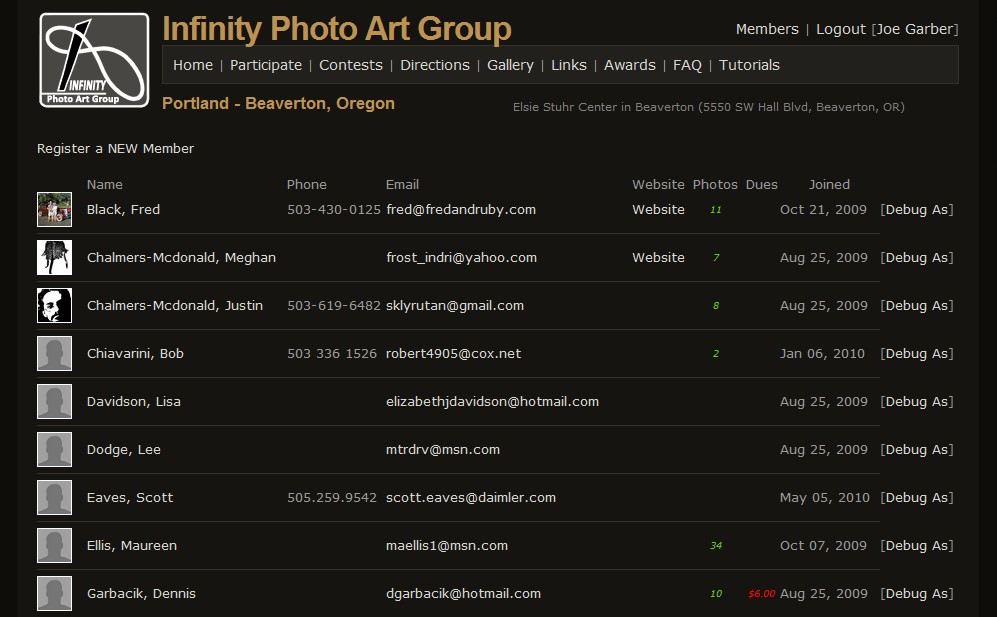 INFINITY
Photo Art Group
Infinity Photo Art Group
Members | Logout [Joe Garber]
Home | Participate | Contests | Directions | Gallery | Links | Awards | FAQ | Tutorials
Portland - Beaverton, Oregon
Elsie Stuhr Center in Beaverton (5550 SW Hall Blvd, Beaverton, OR)
Register a NEW Member
Name Phone Email Website Photos Dues Joined
Black, Fred 503-430-0125 fred@fredandruby.com Website 11 Oct 21, 2009 [Debug As]
Chalmers-Mcdonald, Meghan frost_indri@yahoo.com Website 7 Aug 25, 2009 [Debug As]
Chalmers-Mcdonald, Justin 503-619-6482 sklyrutan@gmail.com 8 Aug 25, 2009 [Debug As]
Chiavarini, Bob 503 336 1526 robert4905@cox.net 2 Jan 06, 2010 [Debug As]
Davidson, Lisa elizabethjdavidson@hotmail.com Aug 25, 2009 [Debug As]
Dodge, Lee mtrdrv@msn.com Aug 25, 2009 [Debug As]
Eaves, Scott 505.259.9542 scott.eaves@daimler.com May 05, 2010 [Debug As]
Ellis, Maureen maellis1@msn.com 34 Oct 07, 2009 [Debug As]
Garbacik, Dennis dgarbacik@hotmail.com 10 $6.00 Aug 25, 2009 [Debug As]